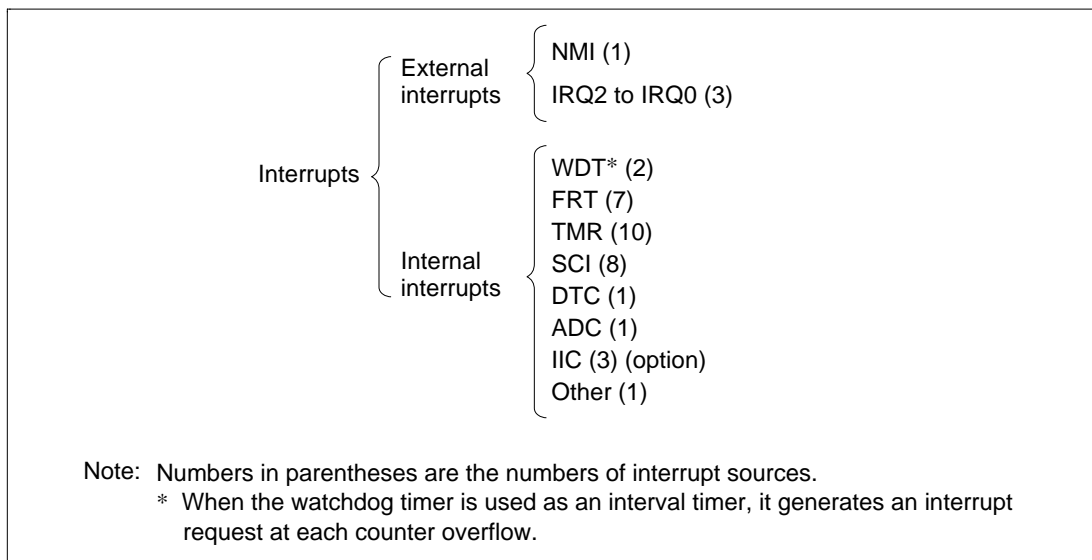 Interrupts
External
interrupts
NMI (1)
IRQ2 to IRQ0 (3)
Internal
interrupts
WDT* (2)
FRT (7)
TMR (10)
SCI (8)
DTC (1)
ADC (1)
IIC (3) (option)
Other (1)
Note: Numbers in parentheses are the numbers of interrupt sources.
* When the watchdog timer is used as an interval timer, it generates an interrupt
request at each counter overflow.